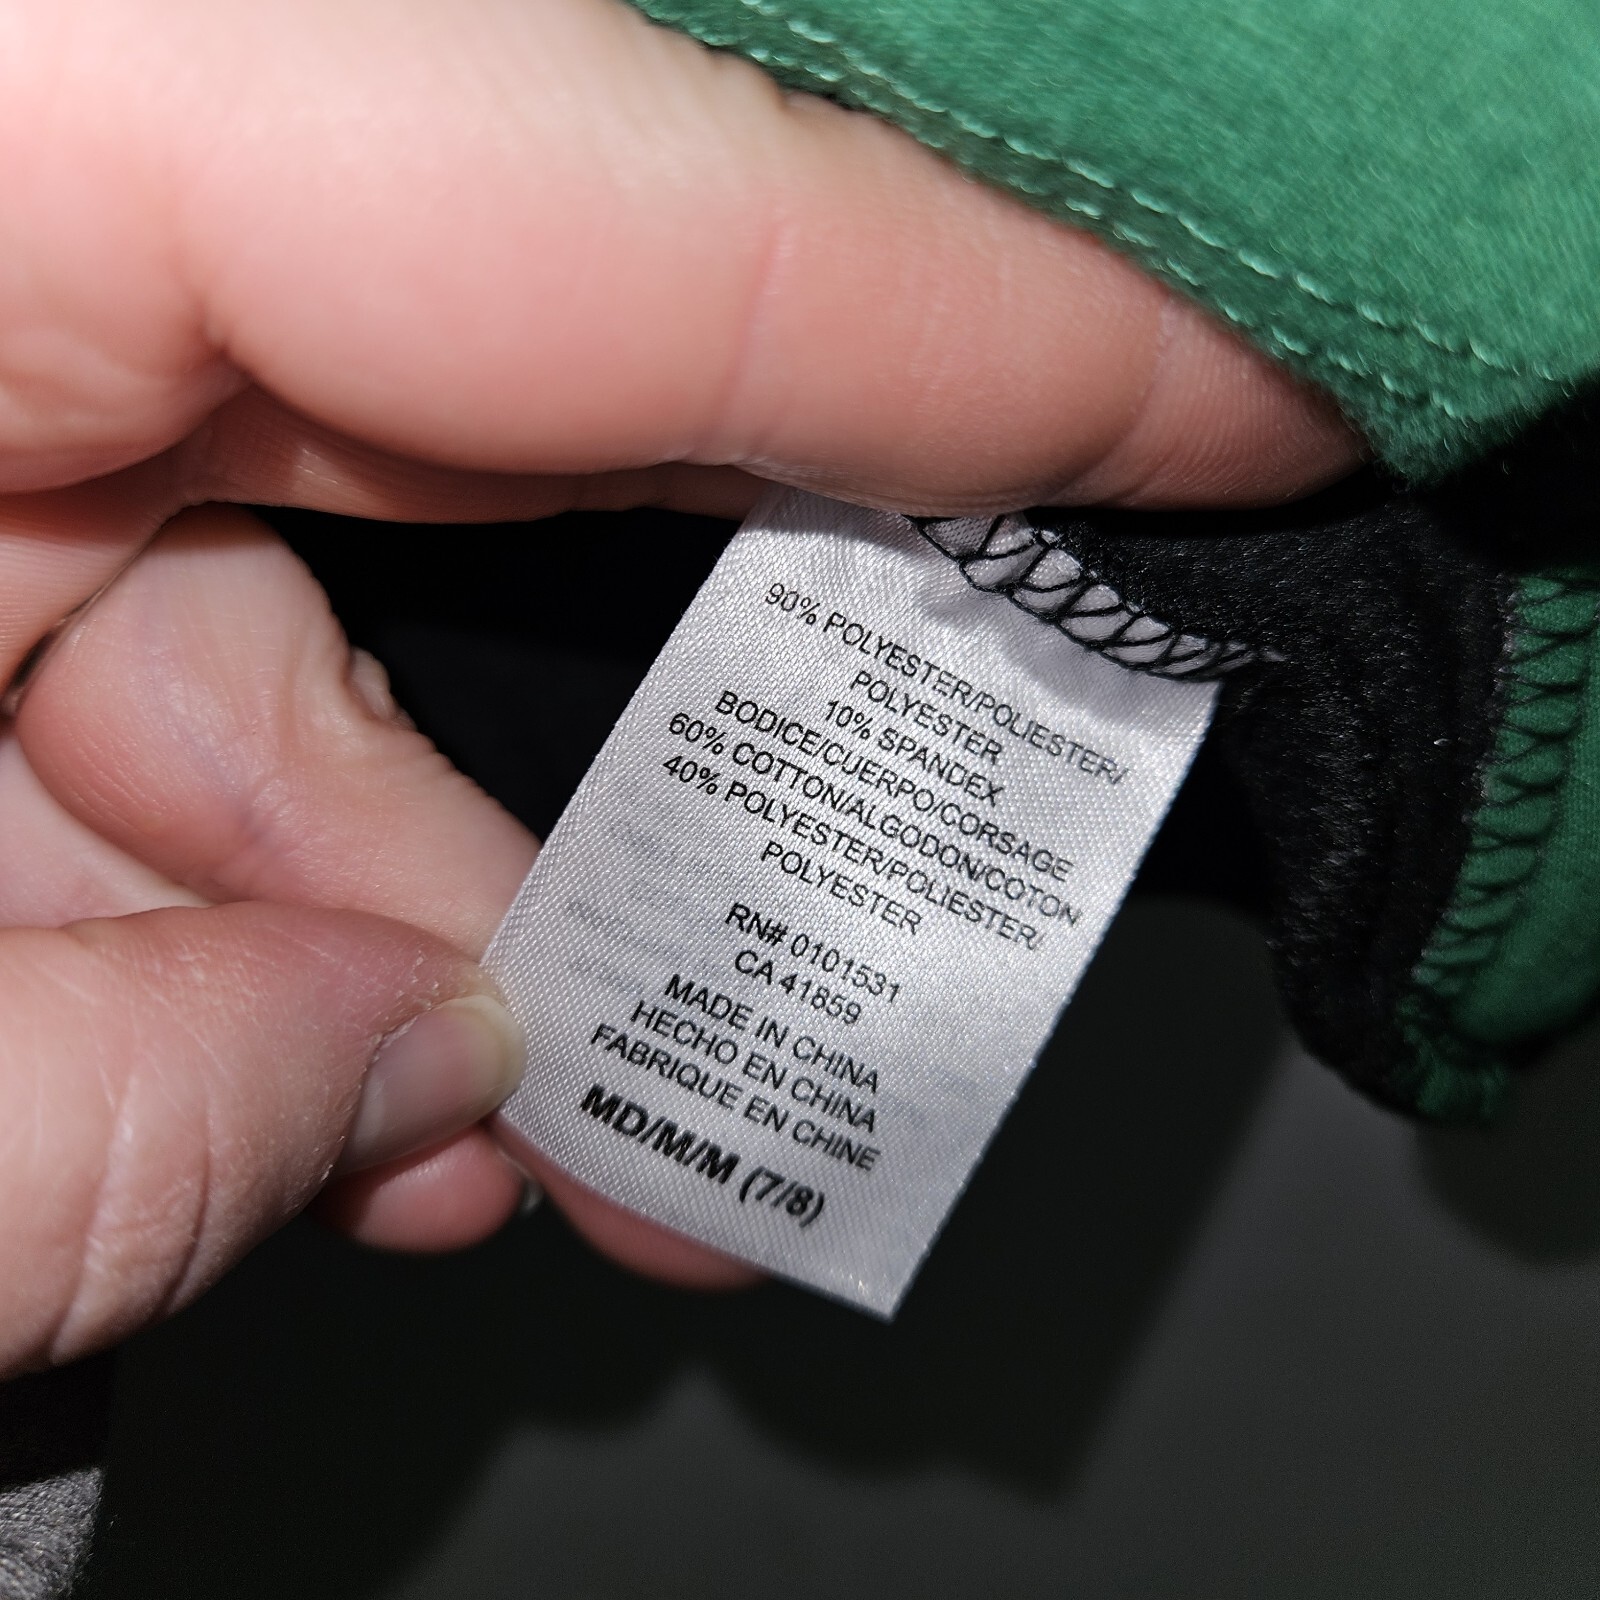 90% POLYESTER/POLIESTER/
POLYESTER
10% SPANDEX
BODICE/CUERPO/CORSAGE
60% COTTON/ALGODON/COTON
40% POLYESTER/POLIESTER/
POLYESTER
RN# 0101531
CA 41859
MADE IN CHINA
HECHO EN CHINA
FABRIQUE EN CHINE
MD/M/M (7/8)